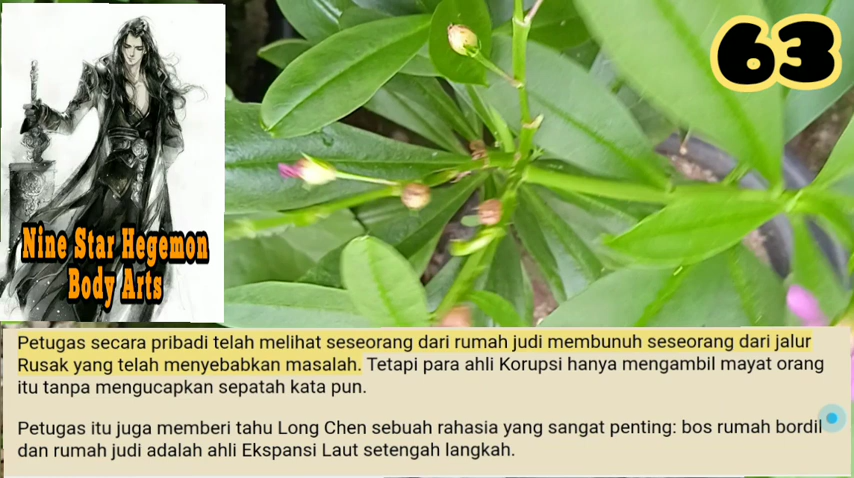 63
Nine Star Hegemon
Body Arts
Petugas secara pribadi telah melihat seseorang dari rumah judi membunuh seseorang dari jalur
Rusak yang telah menyebabkan masalah. Tetapi para ahli Korupsi hanya mengambil mayat orang
itu tanpa mengucapkan sepatah kata pun.
Petugas itu juga memberi tahu Long Chen sebuah rahasia yang sangat penting: bos rumah bordil
dan rumah judi adalah ahli Ekspansi Laut setengah langkah.